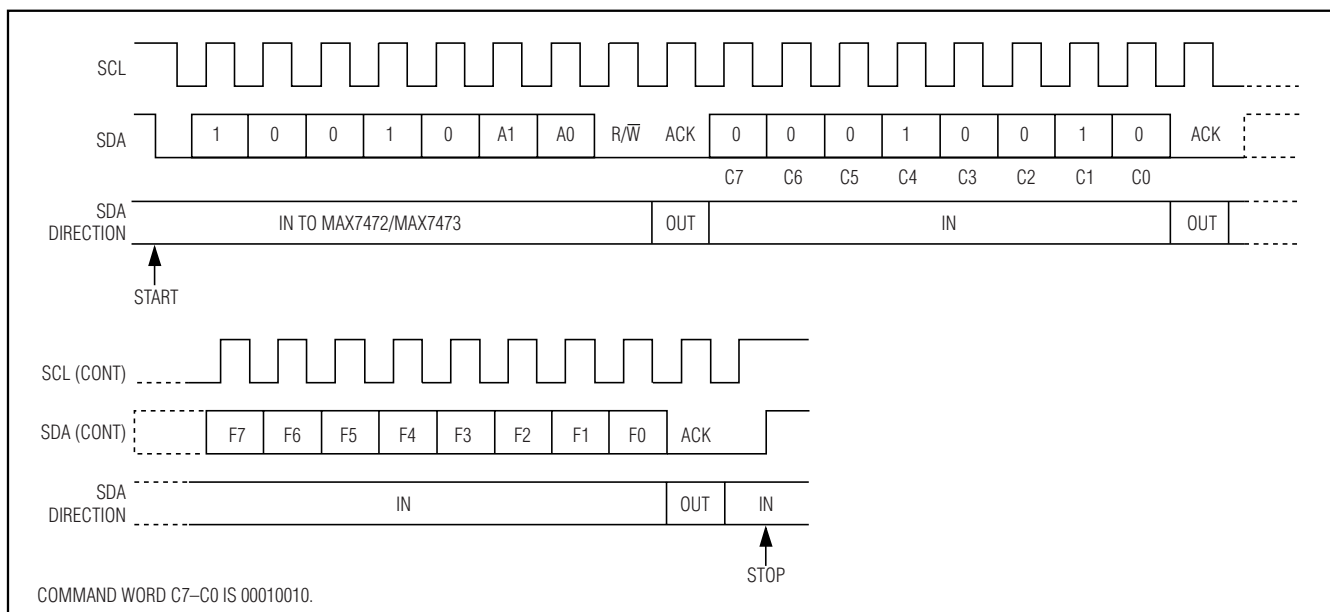 SCL
SDA 1 0 0 1 0 A1 A0 R/W̅ ACK 0 0 0 1 0 0 1 0 ACK
C7 C6 C5 C4 C3 C2 C1 C0
SDA
DIRECTION
IN TO MAX7472/MAX7473 OUT IN OUT
START
SCL (CONT)
SDA (CONT) F7 F6 F5 F4 F3 F2 F1 F0 ACK
SDA
DIRECTION
IN OUT IN
STOP
COMMAND WORD C7–C0 IS 00010010.